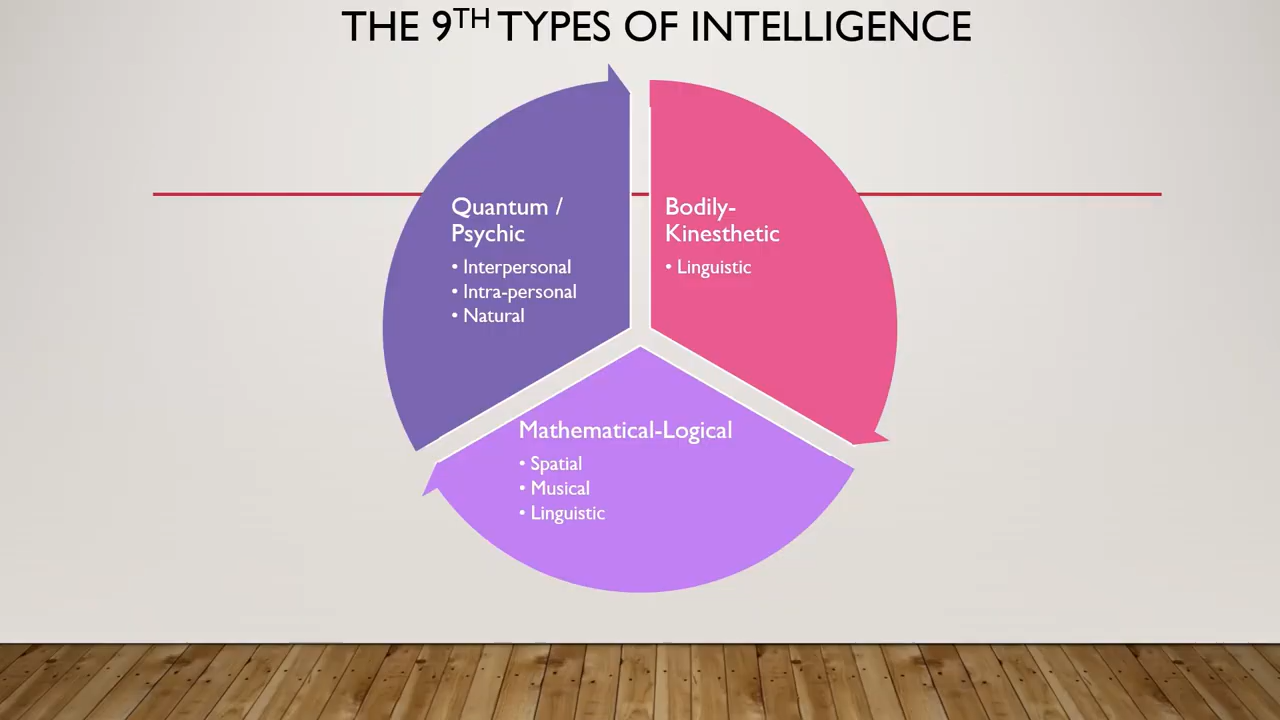 THE 9TH TYPES OF INTELLIGENCE
Quantum /
Psychic
• Interpersonal
• Intra-personal
• Natural
Bodily-
Kinesthetic
• Linguistic
Mathematical-Logical
• Spatial
• Musical
• Linguistic